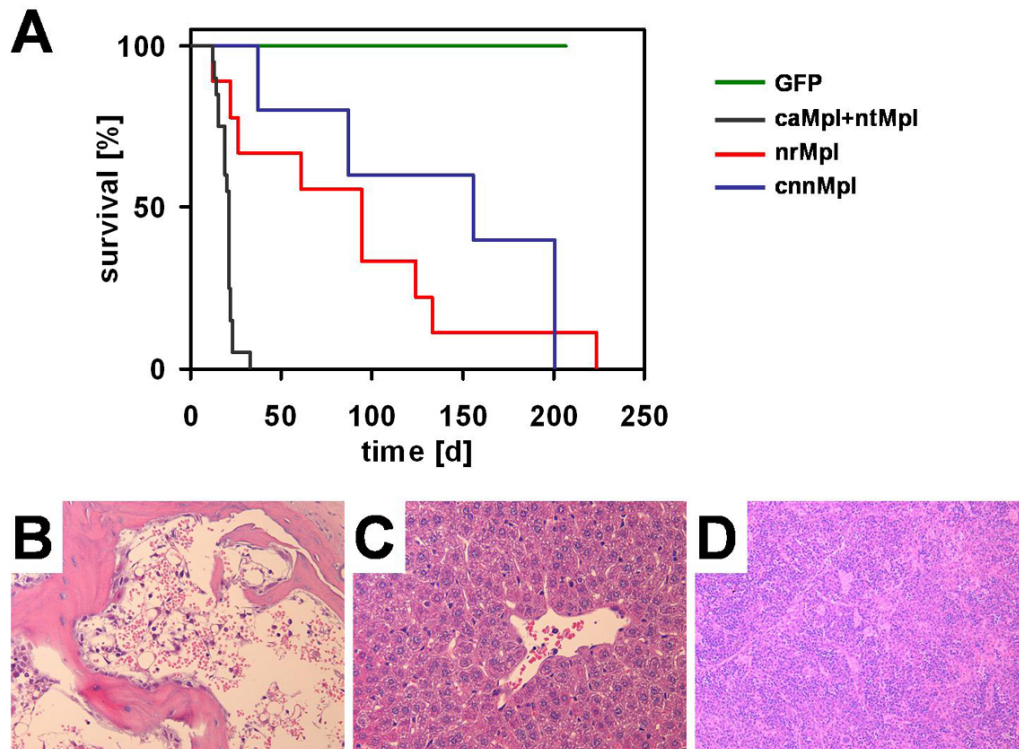 A
survival [%]
100
50
0
0 50 100 150 200 250
time [d]
GFP
caMpl+ntMpl
nrMpl
cnnMpl
B
C
D